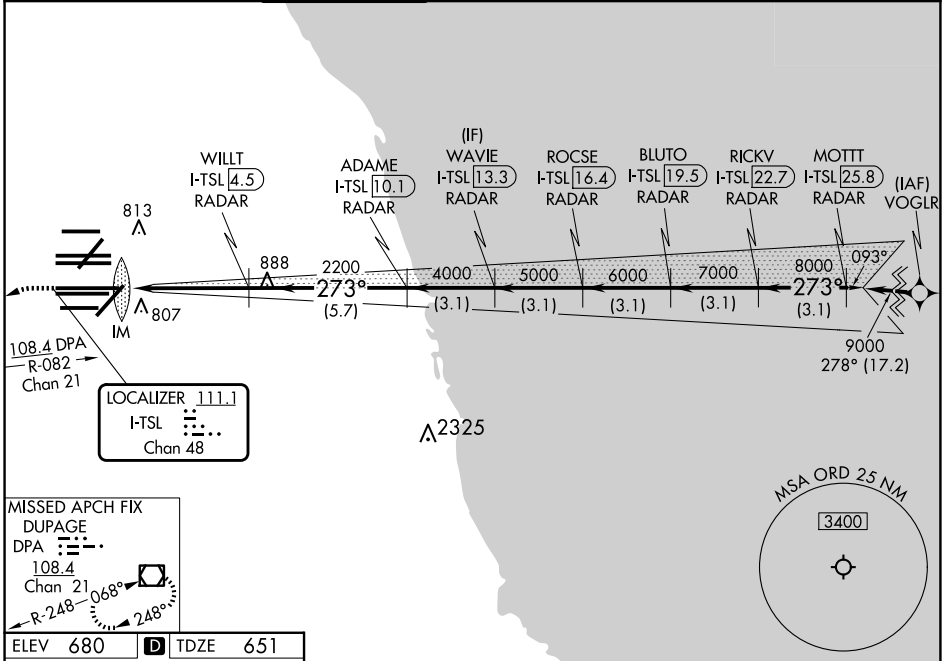 (IF)
WAVIE
I-TSL 13.3
RADAR
WILLT
I-TSL 4.5
RADAR
ADAME
I-TSL 10.1
RADAR
ROCSE
I-TSL 16.4
RADAR
BLUTO
I-TSL 19.5
RADAR
RICKV
I-TSL 22.7
RADAR
MOTTT
I-TSL 25.8
RADAR
(IAF)
VOGLR
813
888
2200
4000
5000
6000
7000
8000
093°
273°
273°
(5.7)
(3.1)
(3.1)
(3.1)
(3.1)
(3.1)
807
IM
9000
278° (17.2)
108.4 DPA
R-082
Chan 21
LOCALIZER 111.1
I-TSL
Chan 48
2325
MSA ORD 25 NM
3400
MISSED APCH FIX
DUPAGE
DPA
108.4
Chan 21
R-248
068°
248°
ELEV 680 D TDZE 651